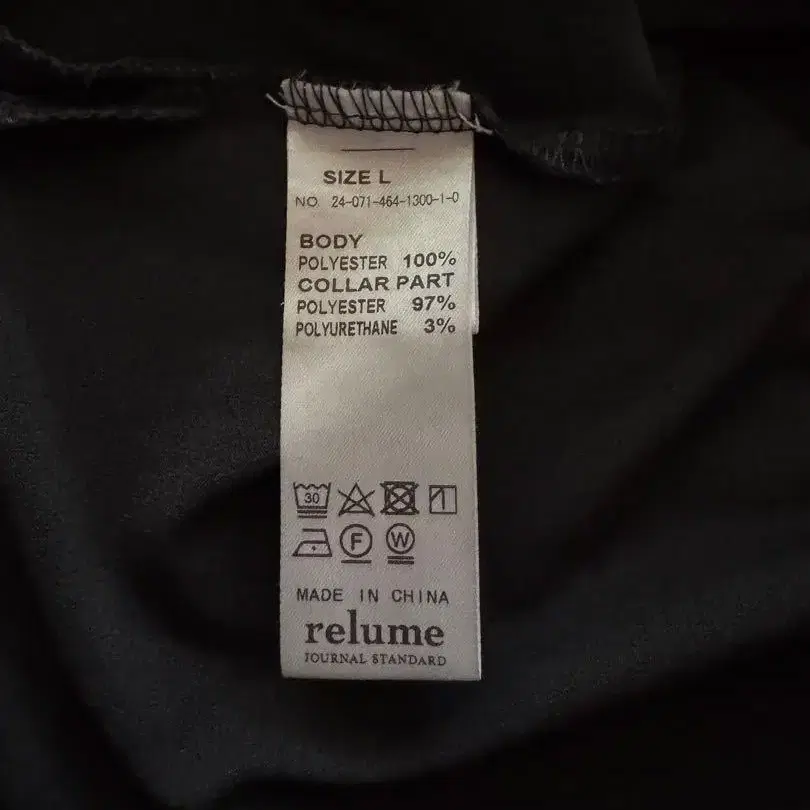 SIZE L
NO. 24-071-464-1300-1-0
BODY
POLYESTER 100%
COLLAR PART
POLYESTER 97%
POLYURETHANE 3%
30
F W
MADE IN CHINA
relume
JOURNAL STANDARD